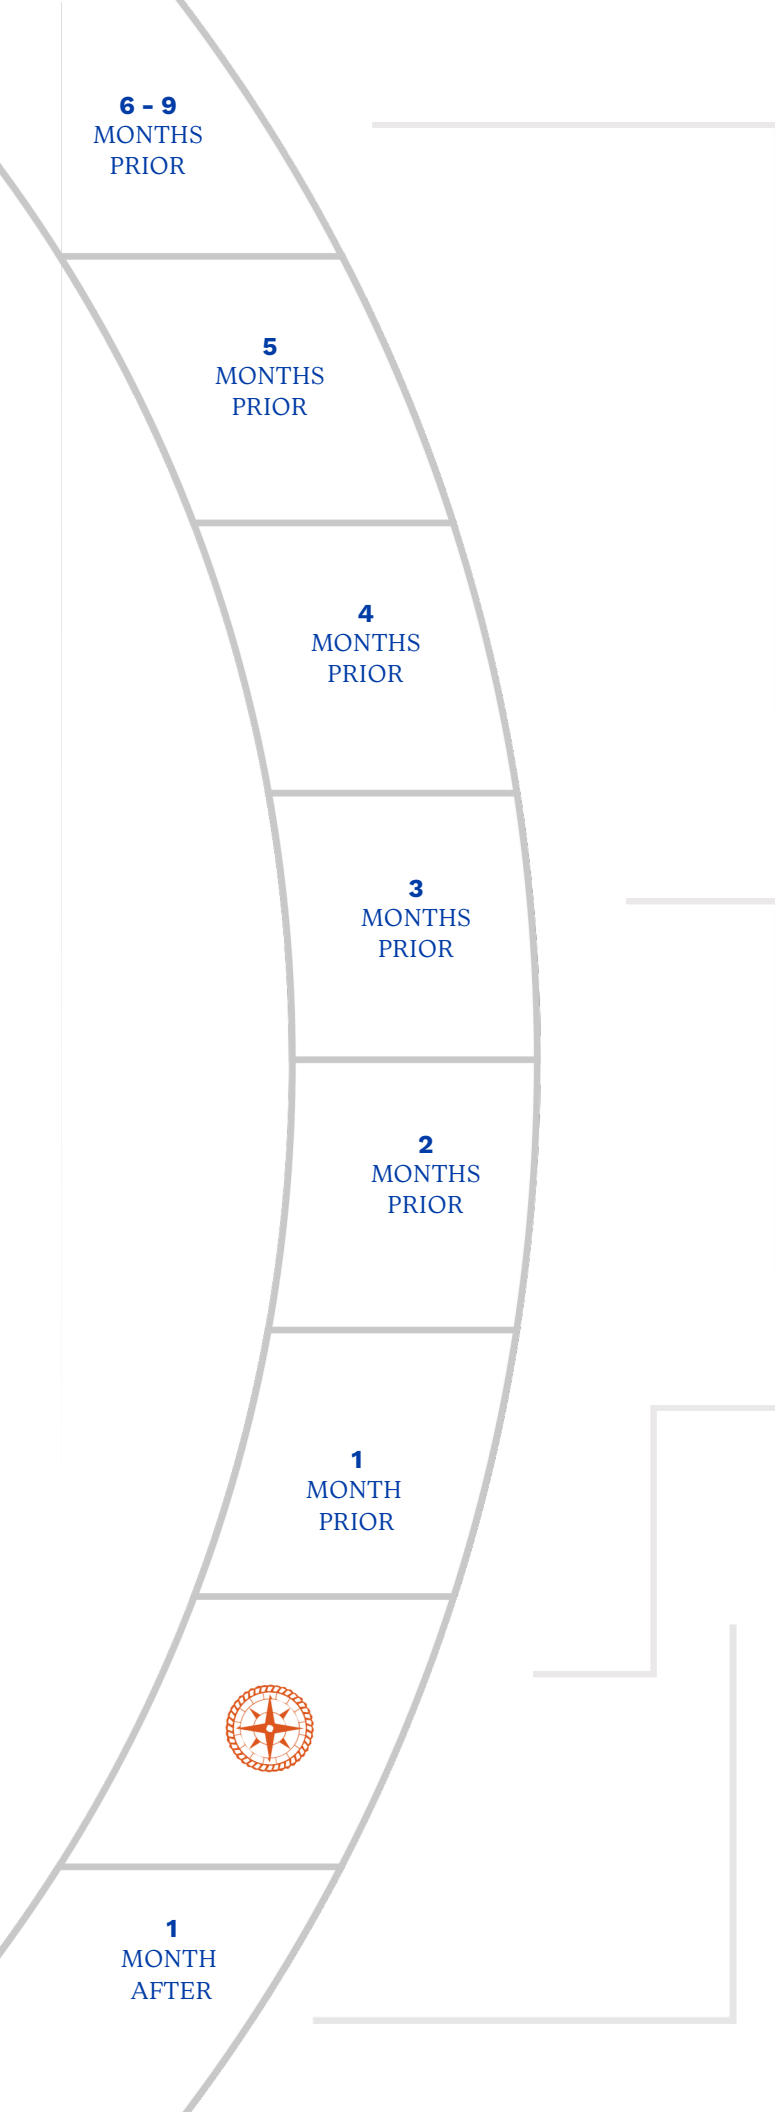 6 - 9
MONTHS
PRIOR
5
MONTHS
PRIOR
4
MONTHS
PRIOR
3
MONTHS
PRIOR
2
MONTHS
PRIOR
1
MONTH
PRIOR
1
MONTH
AFTER